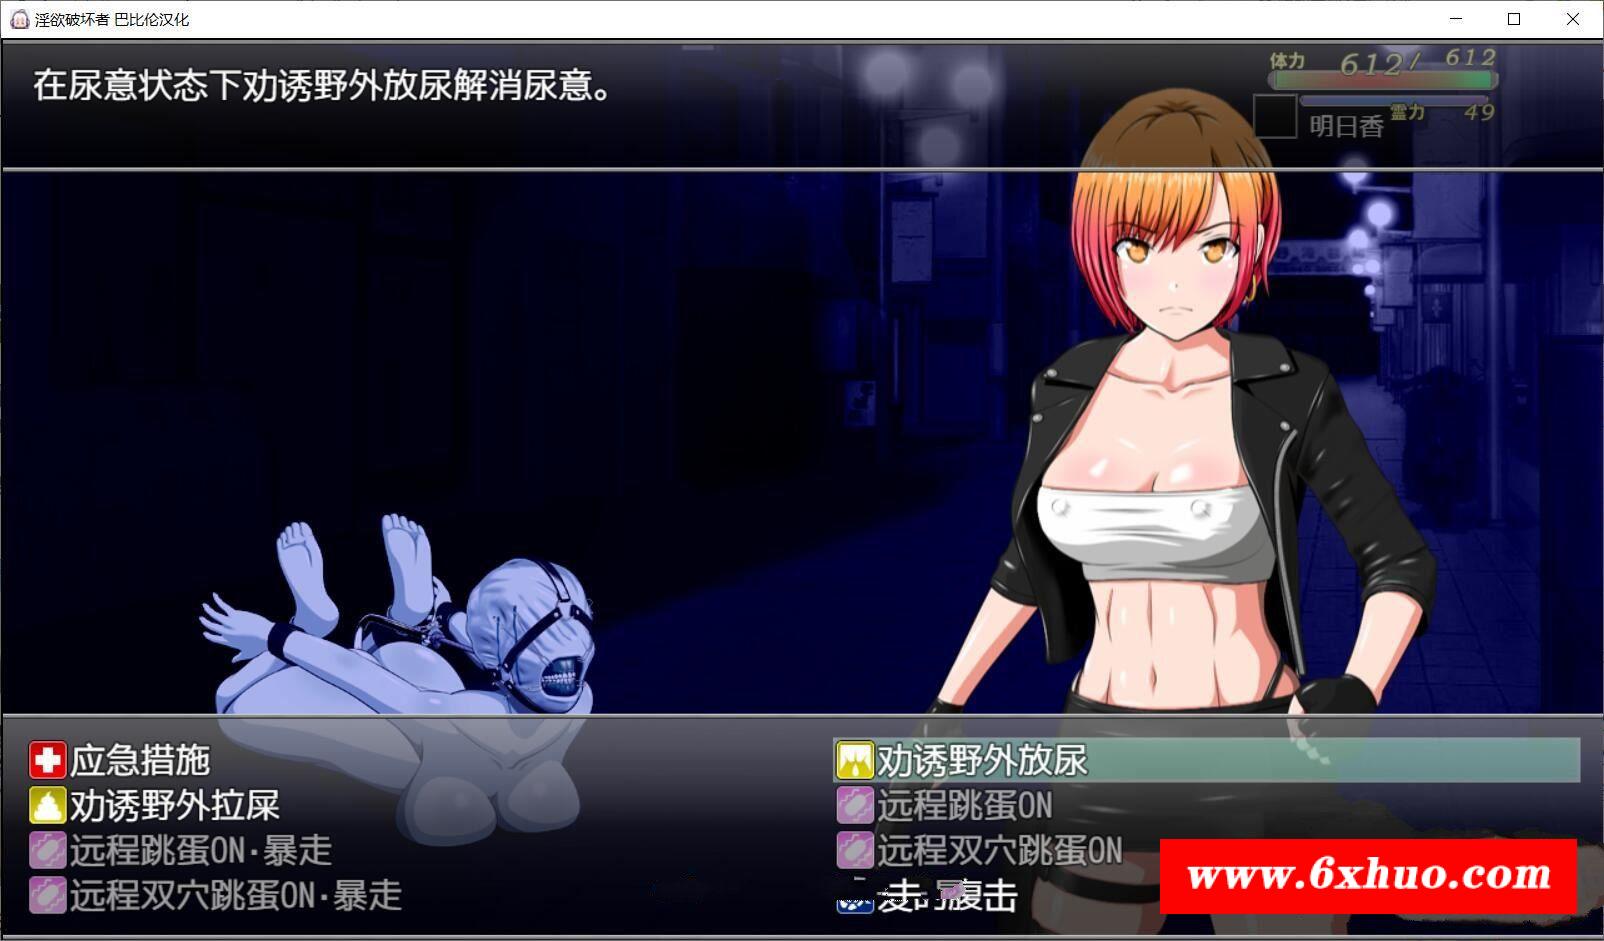 淫欲破坏者 巴比伦汉化
在尿意状态下劝诱野外放尿解消尿意。
体力 612/ 612
霊力 49
明日香
应急措施
劝诱野外放尿
劝诱野外拉屎
远程跳蛋ON
远程跳蛋ON·暴走
远程双穴跳蛋ON
远程双穴跳蛋ON·暴走
腹击
www.6xhuo.com